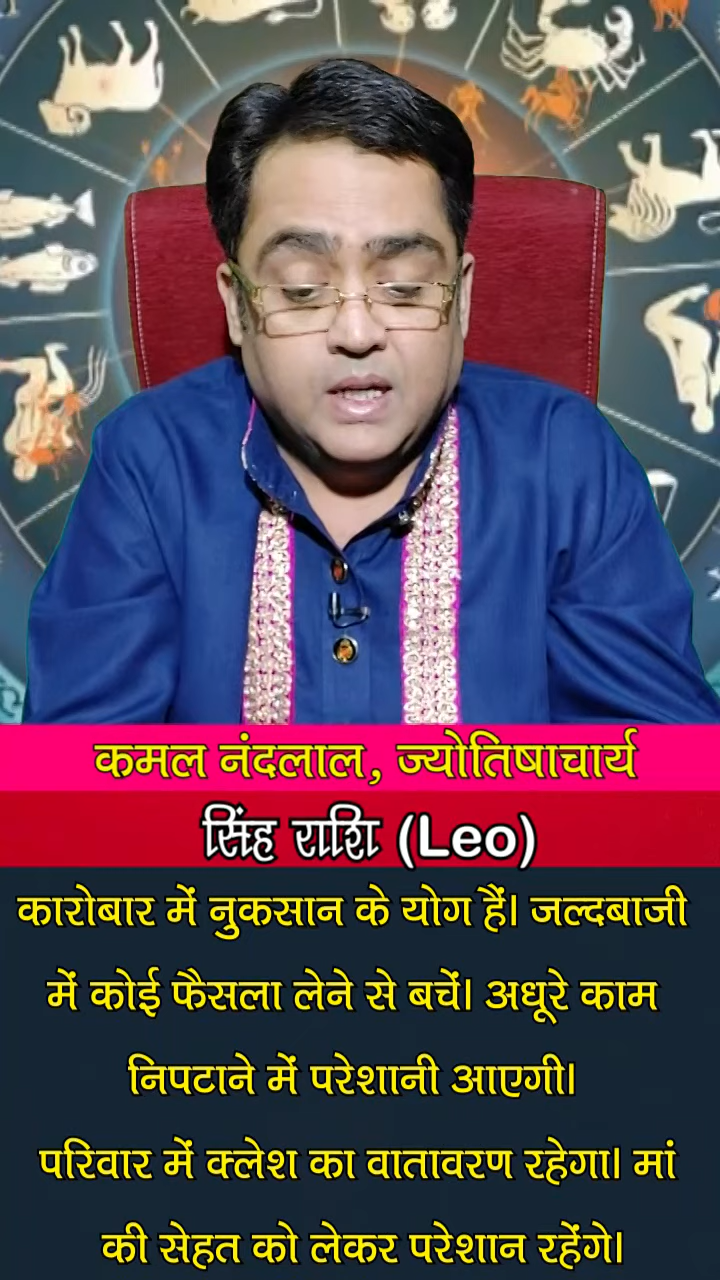 कमल नंदलाल, ज्योतिषाचार्य
सिंह राशि (Leo)
कारोबार में नुकसान के योग हैं। जल्दबाजी
में कोई फैसला लेने से बचें। अधूरे काम
निपटाने में परेशानी आएगी।
परिवार में क्लेश का वातावरण रहेगा। मां
की सेहत को लेकर परेशान रहेंगे।